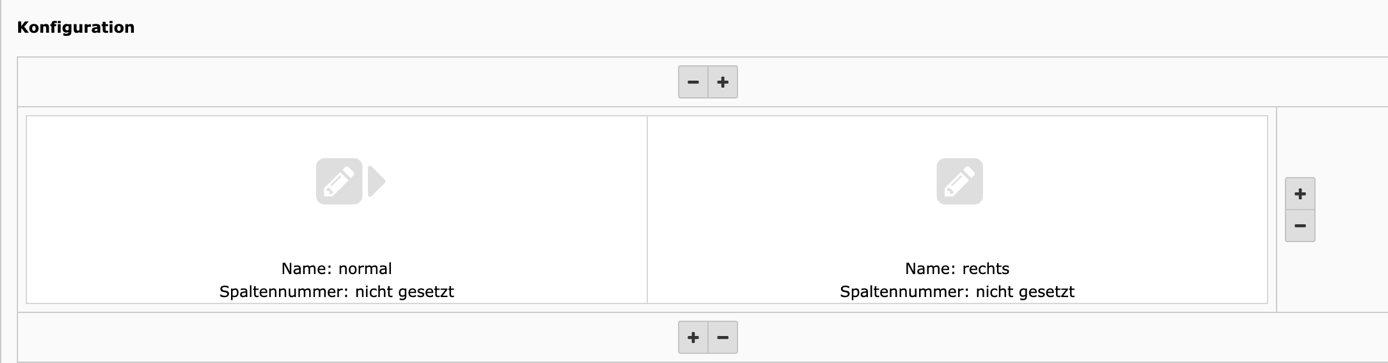 Konfiguration
Name: normal
Spaltennummer: nicht gesetzt
Name: rechts
Spaltennummer: nicht gesetzt